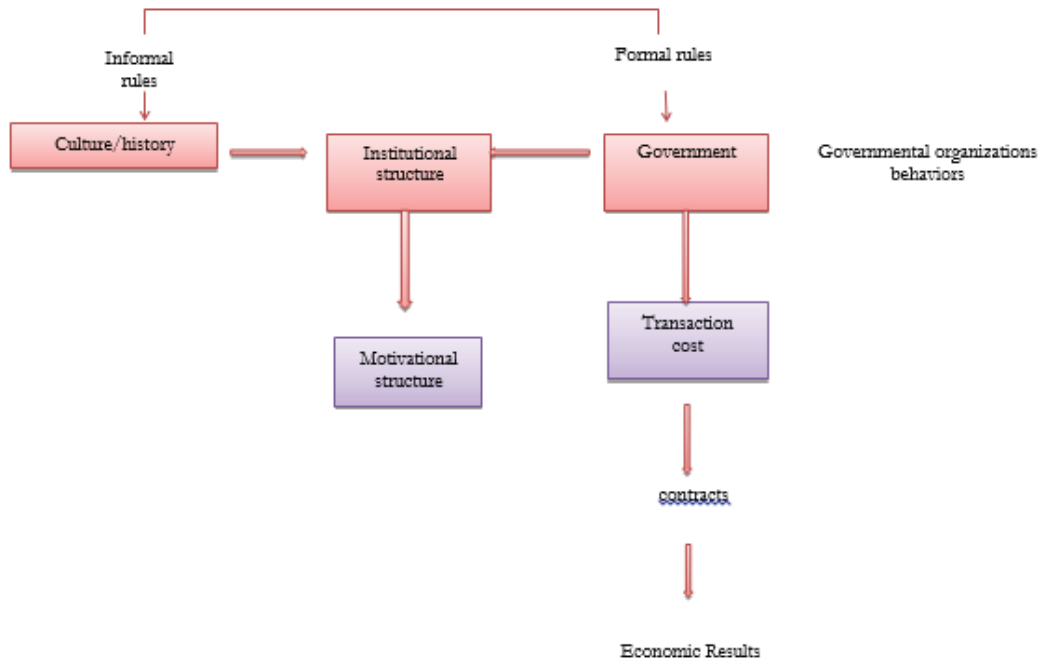 Informal
rules
Formal rules
Culture/history
Institutional
structure
Government
Governmental organizations
behaviors
Motivational
structure
Transaction
cost
contracts
Economic Results